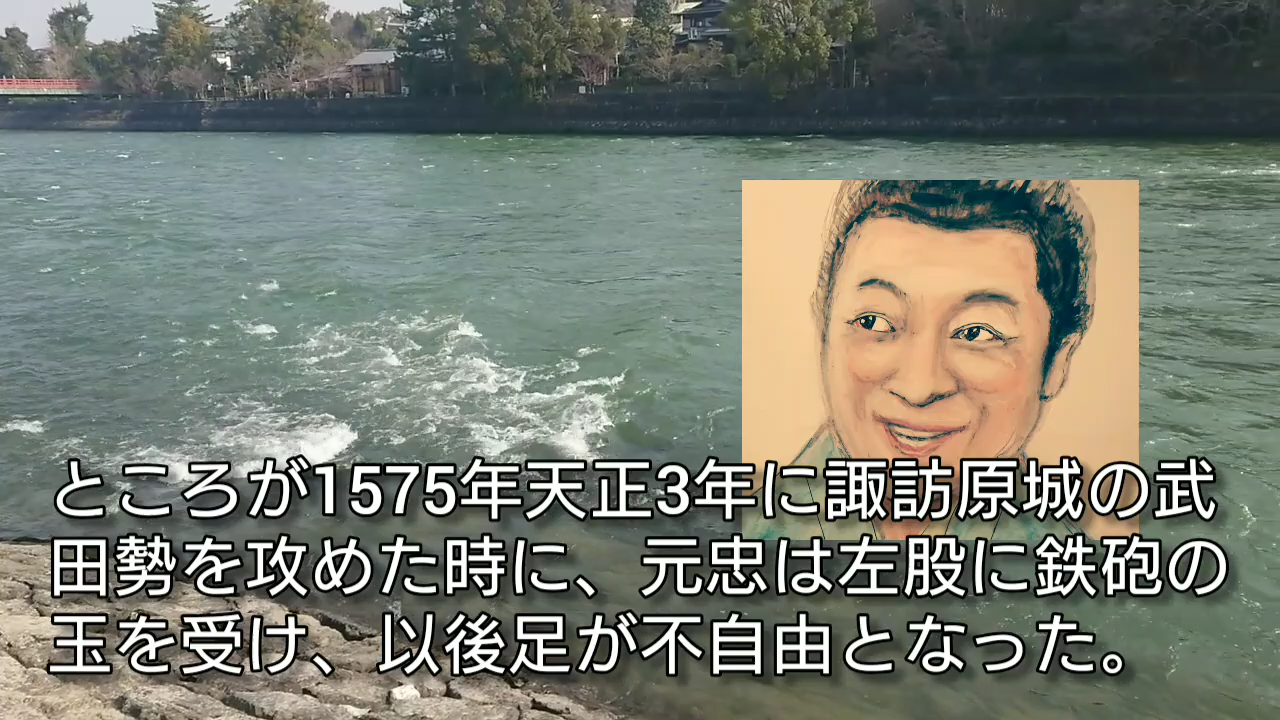 ところが1575年天正3年に諏訪原城の武
田勢を攻めた時に、元忠は左股に鉄砲の
玉を受け、以後足が不自由となった。